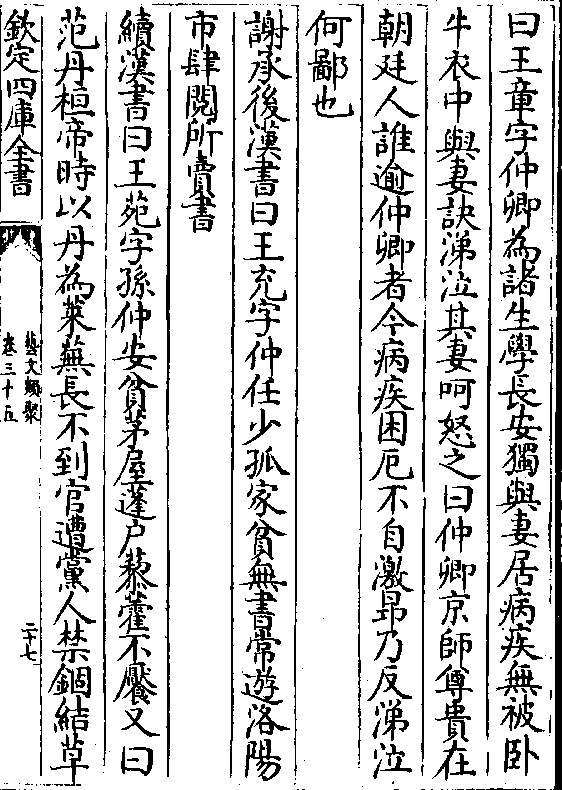 曰王章字仲卿為諸生學長安獨與妻居病疾無被卧
牛衣中與妻訣涕泣其妻呵怒之曰仲卿京師尊貴在
朝廷人誰逾仲卿者今病疾困厄不自激昻乃反涕泣
何鄙也
謝承後漢書曰王充字仲任少孤家貧無書常遊洛陽
市肆閲所賣書
續漢書曰王苑字孫仲安貧茅屋蓬户藜藿不饜又曰
范丹桓帝時以丹為萊蕪長不到官遭黨人禁錮結草
欽定四庫全書
藝文類聚
卷三十五
二十七